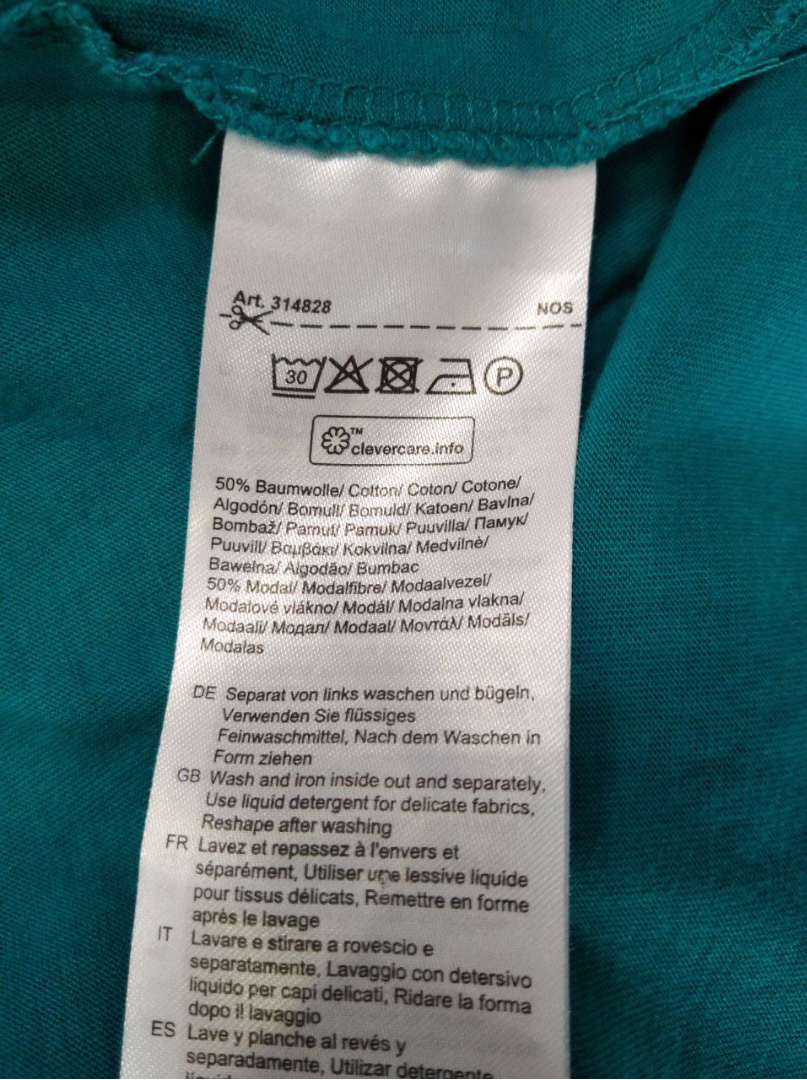 Art. 314828
NOS
30
P
TM
clevercare.info
50% Baumwolle/ Cotton/ Coton/ Cotone/
Algodón/ Bomull/ Bomuld/ Katoen/ Bavlna/
Bombaž/ Pamut/ Pamuk/ Puuvilla/ Памук/
Puuvill/ Βαμβάκι/ Kokvilna/ Medvilnė/
Bawełna/ Algodão/ Bumbac
50% Modal/ Modalfibre/ Modaalvezel/
Modalové vlákno/ Modál/ Modalna vlakna/
Modaali/ Модал/ Modaal/ Μοντάλ/ Modāls/
Modalas
DE Separat von links waschen und bügeln,
Verwenden Sie flüssiges
Feinwaschmittel, Nach dem Waschen in
Form ziehen
GB Wash and iron inside out and separately,
Use liquid detergent for delicate fabrics,
Reshape after washing
FR Lavez et repassez à l'envers et
séparément, Utiliser une lessive liquide
pour tissus délicats, Remettre en forme
après le lavage
IT Lavare e stirare a rovescio e
separatamente, Lavaggio con detersivo
liquido per capi delicati, Ridare la forma
dopo il lavaggio
ES Lave y planche al revés y
separadamente, Utilizar detergente